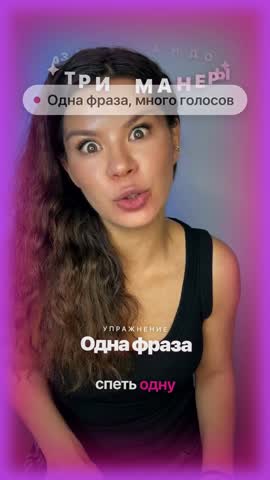 ТРИ МАНЕРЫ
Одна фраза, много голосов
УПРАЖНЕНИЕ
Одна фраза
спеть одну